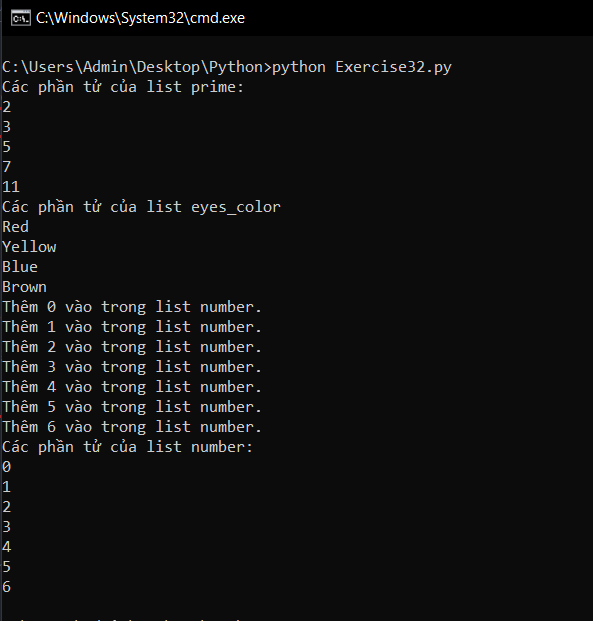 C:\Windows\System32\cmd.exe
C:\Users\Admin\Desktop\Python>python Exercise32.py
Các phần tử của list prime:
2
3
5
7
11
Các phần tử của list eyes_color
Red
Yellow
Blue
Brown
Thêm 0 vào trong list number.
Thêm 1 vào trong list number.
Thêm 2 vào trong list number.
Thêm 3 vào trong list number.
Thêm 4 vào trong list number.
Thêm 5 vào trong list number.
Thêm 6 vào trong list number.
Các phần tử của list number:
0
1
2
3
4
5
6